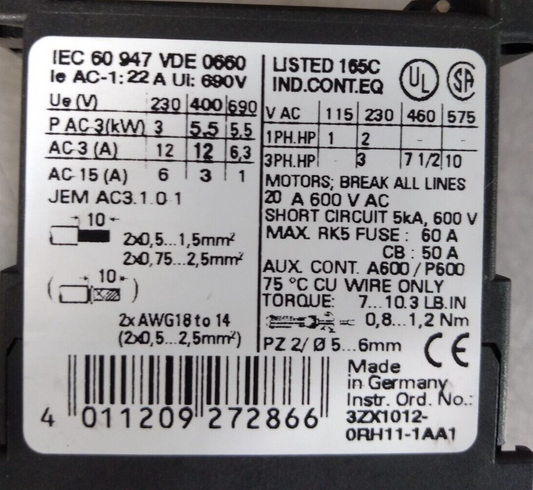 IEC 60 947 VDE 0660
Ie AC-1: 22 A Ui: 690V
Ue (V) 230 400 690
P AC 3(kW) 3 5.5 5,5
AC 3 (A) 12 12 6,3
AC 15 (A) 6 3 1
JEM AC3.1.0 1
10
2x0,5...1,5mm²
2x0,75...2,5mm²
10
2x AWG18 to 14
(2x0,5...2,5mm²)
LISTED 165C
IND.CONT.EQ
UL
SA
V AC 115 230 460 575
1PH.HP 1 2 - -
3PH.HP 3 7 1/2 10
MOTORS; BREAK ALL LINES
20 A 600 V AC
SHORT CIRCUIT 5kA, 600 V
MAX. RK5 FUSE : 60 A
CB : 50 A
AUX. CONT. A600 / P600
75 °C CU WIRE ONLY
TORQUE: 7...10.3 LB.IN
0,8...1,2 Nm
PZ 2/ Ø 5...6mm
CE
4 011209 272866
Made
in Germany
Instr. Ord. No.:
3ZX1012-
0RH11-1AA1